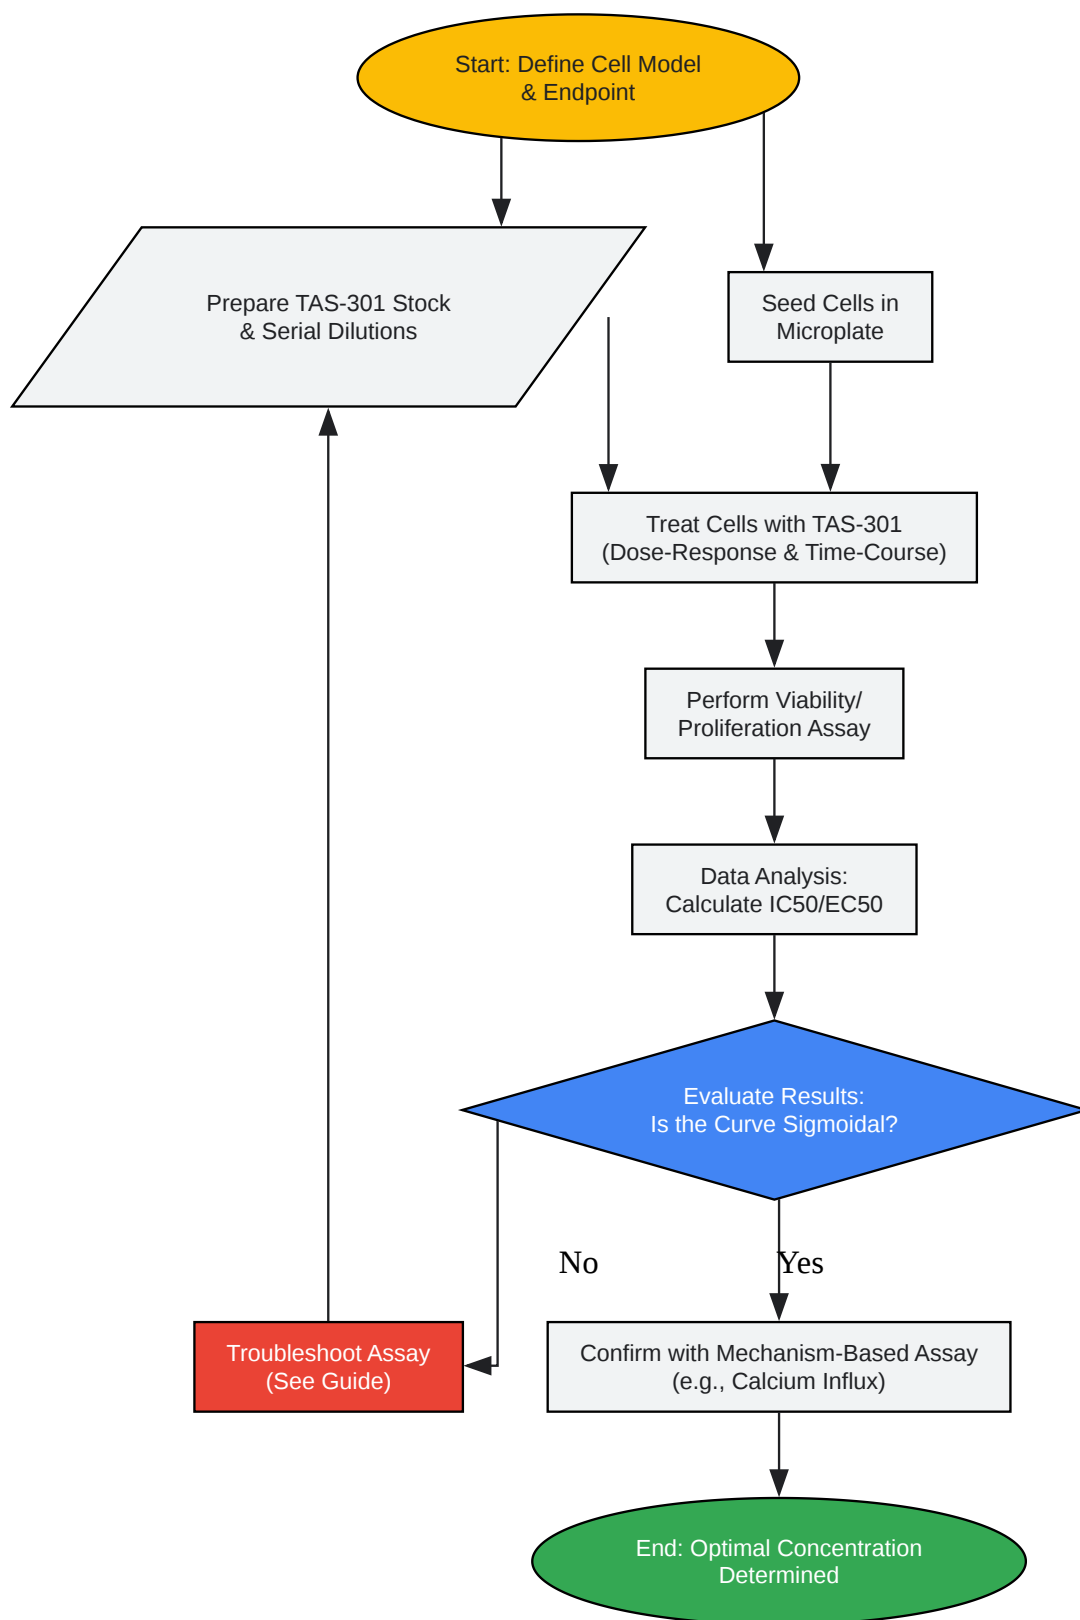 Start: Define Cell Model
& Endpoint
Prepare TAS-301 Stock
& Serial Dilutions
Seed Cells in
Microplate
Treat Cells with TAS-301
(Dose-Response & Time-Course)
Perform Viability/
Proliferation Assay
Data Analysis:
Calculate IC50/EC50
Evaluate Results:
Is the Curve Sigmoidal?
No
Yes
Troubleshoot Assay
(See Guide)
Confirm with Mechanism-Based Assay
(e.g., Calcium Influx)
End: Optimal Concentration
Determined